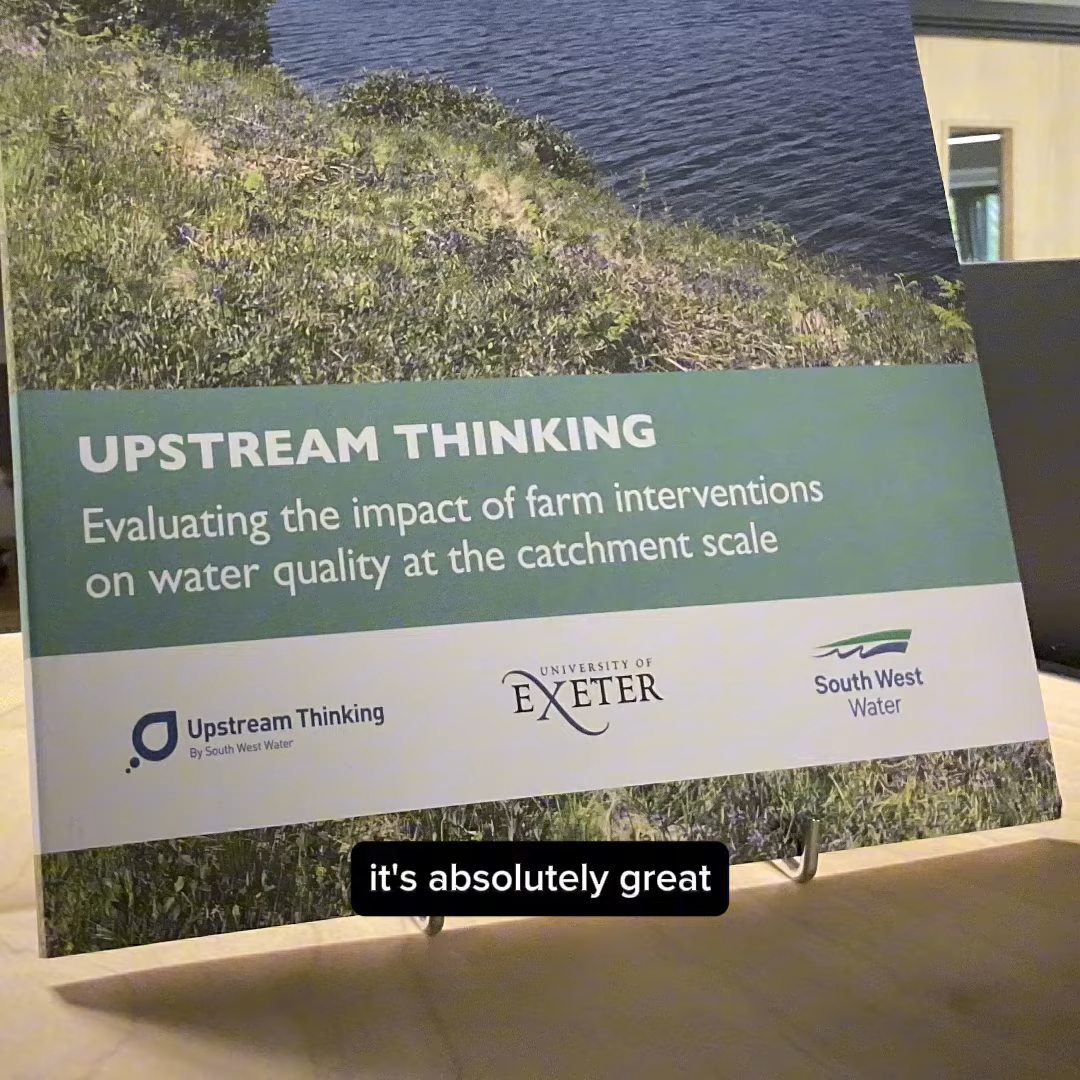 UPSTREAM THINKING
Evaluating the impact of farm interventions
on water quality at the catchment scale
Upstream Thinking
By South West Water
UNIVERSITY OF
EXETER
South West
Water
it's absolutely great